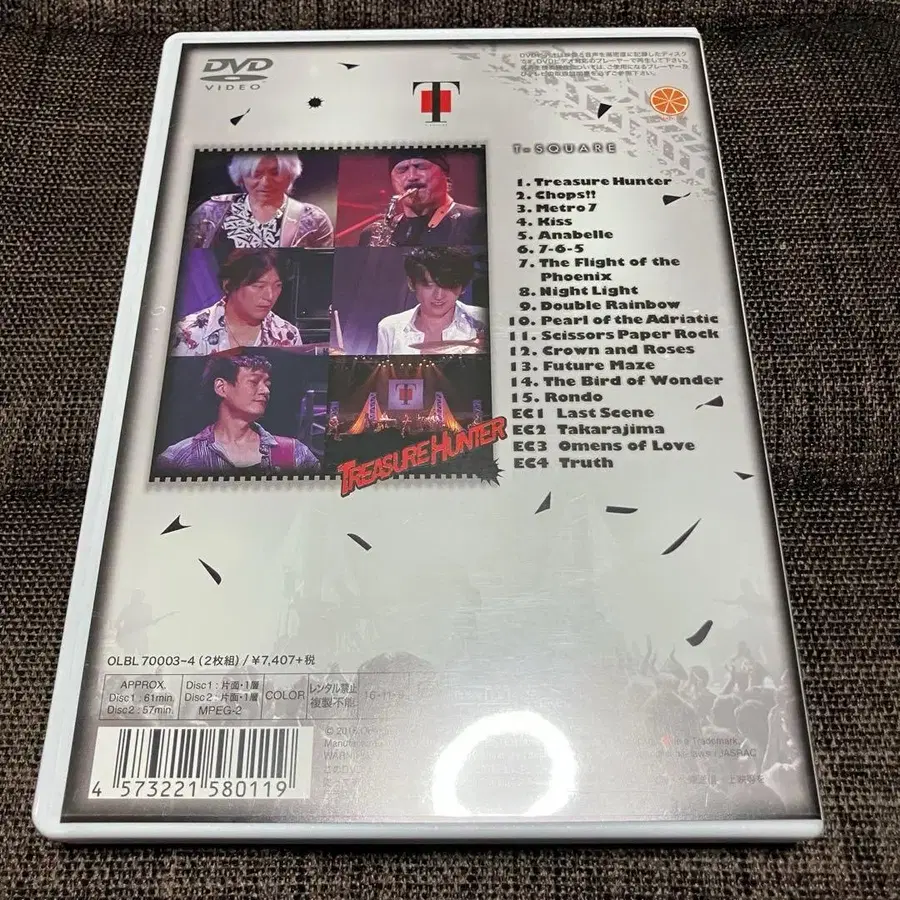 DVD
VIDEO
T
T-SQUARE
1. Treasure Hunter
2. Chops!!
3. Metro 7
4. Kiss
5. Anabelle
6. 7-6-5
7. The Flight of the
Phoenix
8. Night Light
9. Double Rainbow
10. Pearl of the Adriatic
11. Scissors Paper Rock
12. Crown and Roses
13. Future Maze
14. The Bird of Wonder
15. Rondo
EC1 Last Scene
EC2 Takarajima
EC3 Omens of Love
EC4 Truth
TREASURE HUNTER
OLBL 70003-4 (2枚組) / ¥7,407+税
APPROX.
Disc1 : 61min.
Disc2 : 57min.
Disc1 : 片面・1層
Disc2 : 片面・1層
MPEG-2
COLOR
レンタル禁止
複製不能
4 573221 580119
is a Trademark
JASRAC